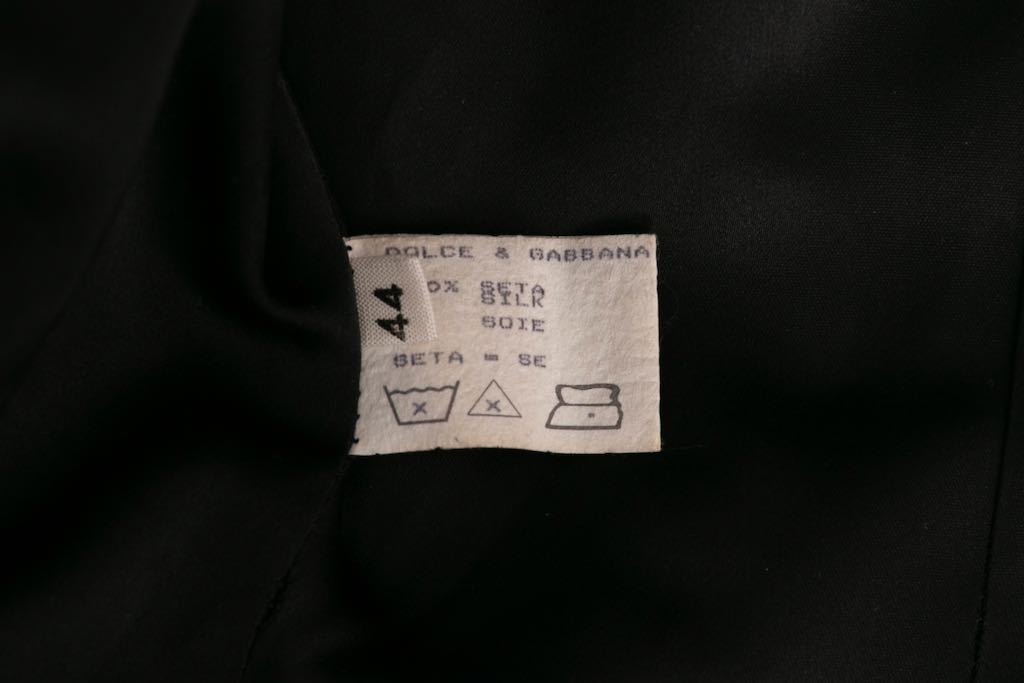 DOLCE & GABBANA
44
0% SETA
SILK
SOIE
SETA = SE